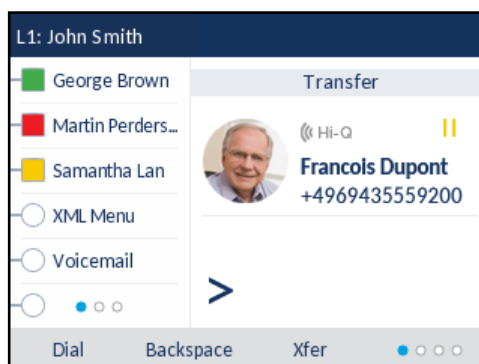 L1: John Smith
George Brown
Martin Perders...
Samantha Lan
XML Menu
Voicemail
Transfer
Hi-Q
Francois Dupont
+4969435559200
>
Dial Backspace Xfer